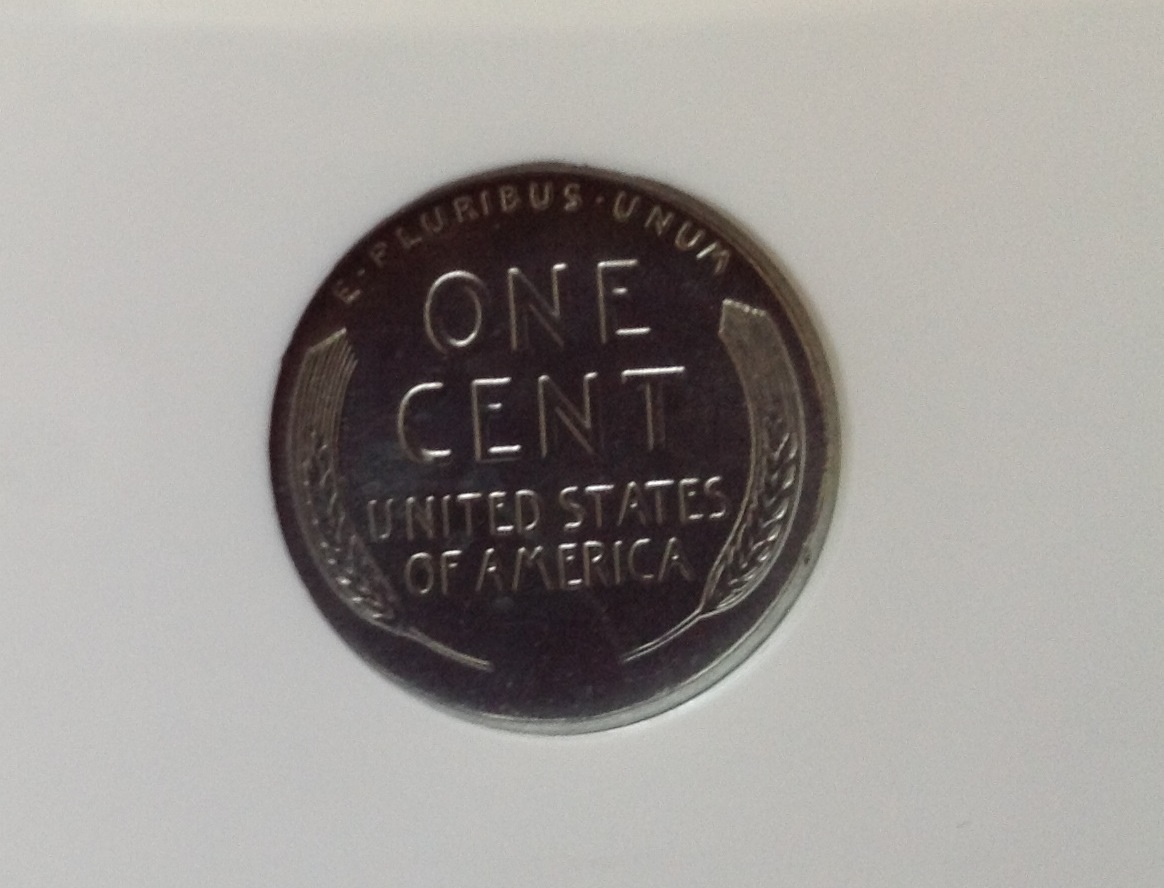 E·PLURIBUS·UNUM
ONE
CENT
UNITED STATES
OF AMERICA